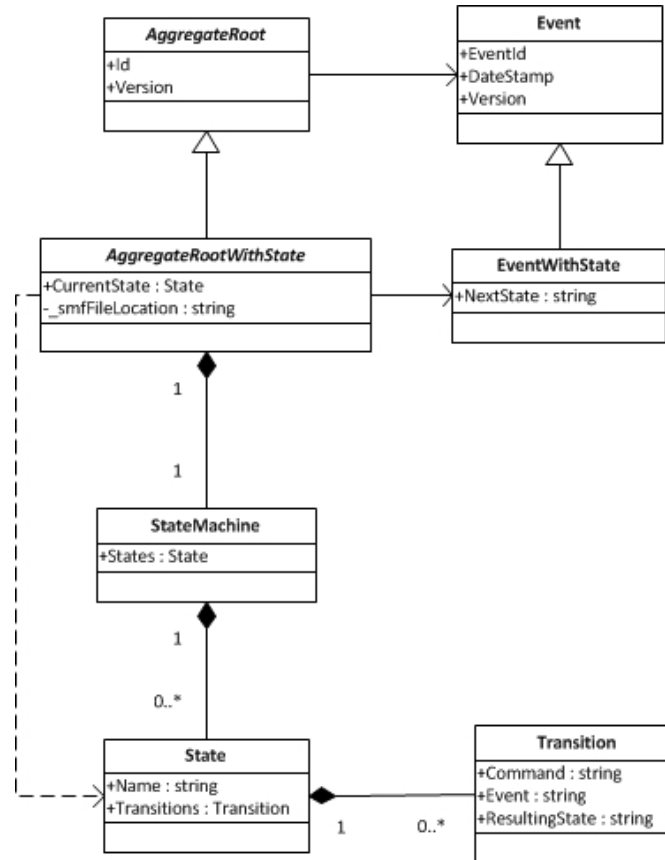 AggregateRoot
+Id
+Version
Event
+EventId
+DateStamp
+Version
AggregateRootWithState
+CurrentState : State
-_smfFileLocation : string
EventWithState
+NextState : string
1
1
StateMachine
+States : State
1
0..*
State
+Name : string
+Transitions : Transition
1
0..*
Transition
+Command : string
+Event : string
+ResultingState : string